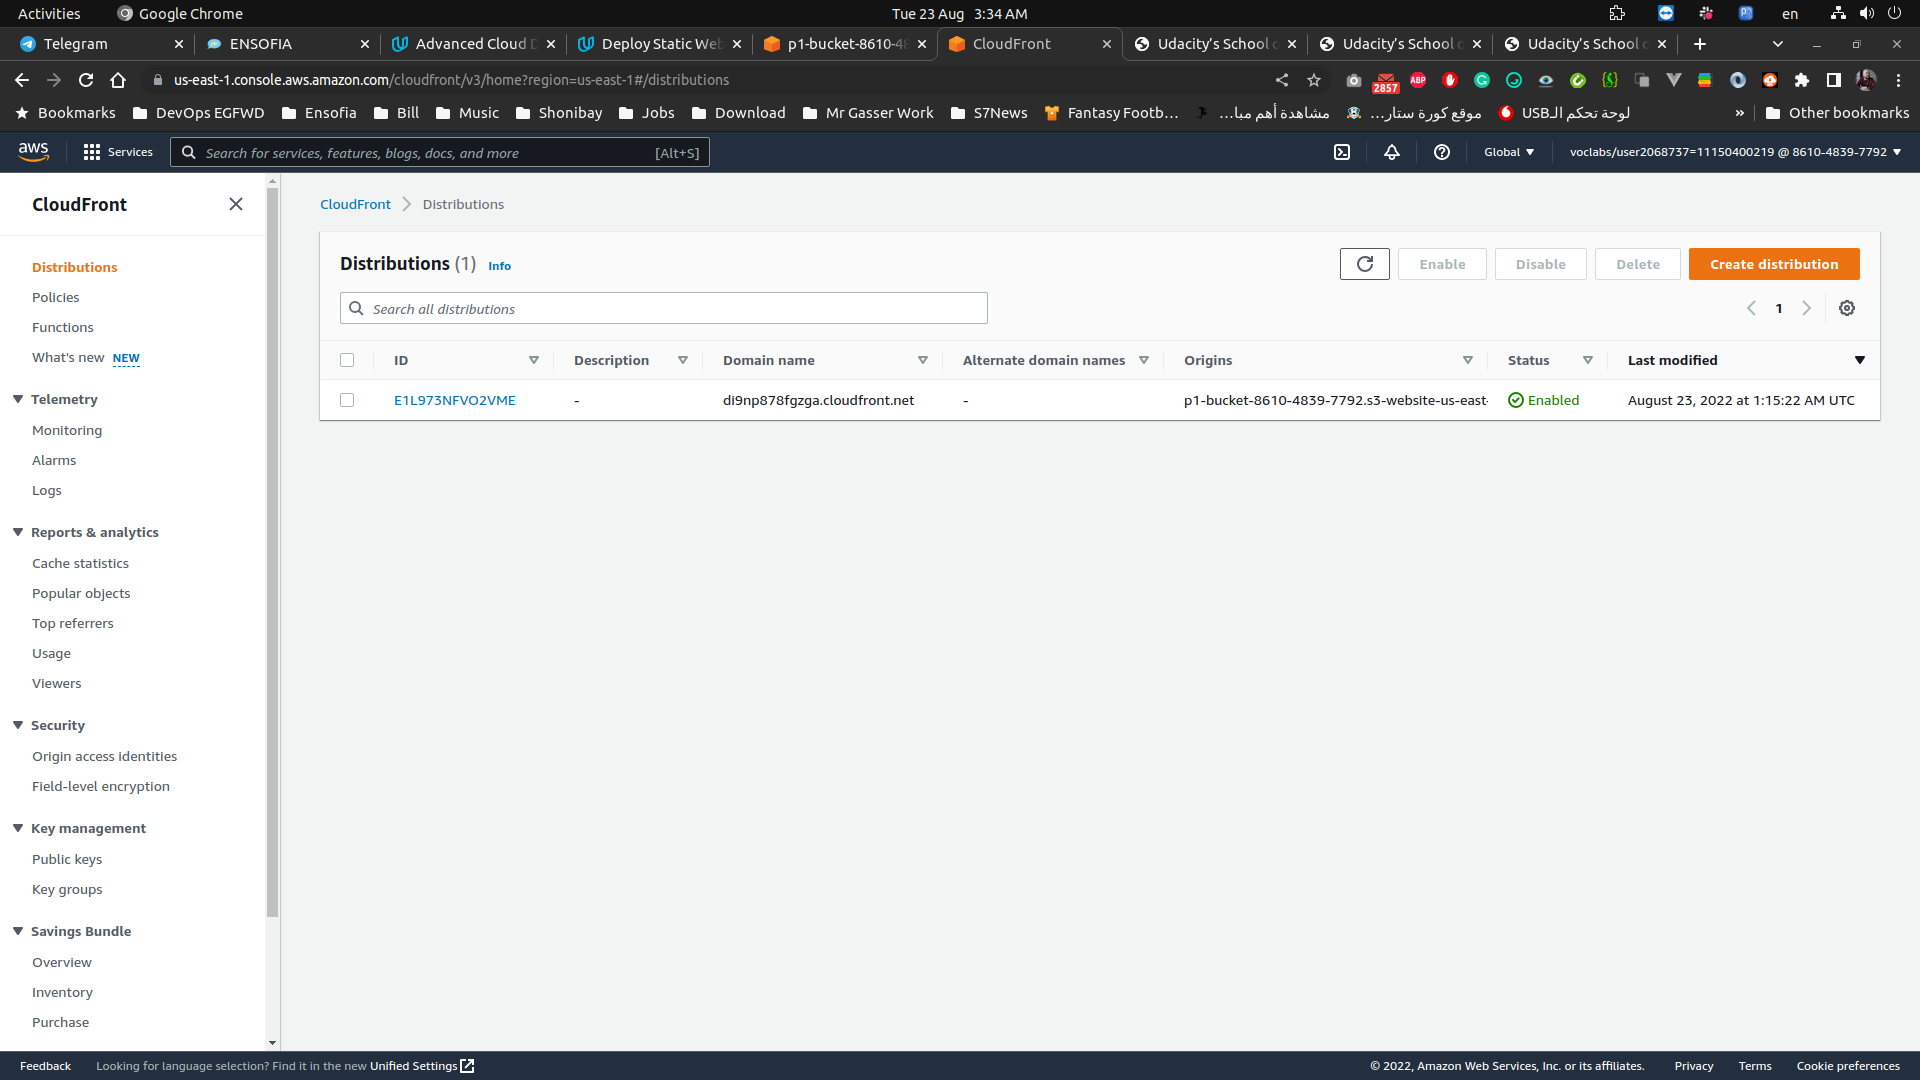 Activities
Google Chrome
Tue 23 Aug 3:34 AM
en
Telegram
ENSOFIA
Advanced Cloud D
Deploy Static Web
p1-bucket-8610-48
CloudFront
Udacity's School o
Udacity's School o
Udacity's School o
us-east-1.console.aws.amazon.com/cloudfront/v3/home?region=us-east-1#/distributions
2857
ABP
Bookmarks
DevOps EGFWD
Ensofia
Bill
Music
Shonibay
Jobs
Download
Mr Gasser Work
S7News
Fantasy Footb...
مشاهدة أهم مبا...
موقع كورة ستار...
لوحة تحكم الـUSB
»
Other bookmarks
aws
Services
Search for services, features, blogs, docs, and more
[Alt+S]
Global
voclabs/user2068737=11150400219 @ 8610-4839-7792
CloudFront
Distributions
Policies
Functions
What's new NEW
Telemetry
Monitoring
Alarms
Logs
Reports & analytics
Cache statistics
Popular objects
Top referrers
Usage
Viewers
Security
Origin access identities
Field-level encryption
Key management
Public keys
Key groups
Savings Bundle
Overview
Inventory
Purchase
CloudFront
Distributions
Distributions (1) Info
Enable
Disable
Delete
Create distribution
Search all distributions
1
ID
Description
Domain name
Alternate domain names
Origins
Status
Last modified
E1L973NFVO2VME
-
di9np878fgzga.cloudfront.net
-
p1-bucket-8610-4839-7792.s3-website-us-east-
Enabled
August 23, 2022 at 1:15:22 AM UTC
Feedback
Looking for language selection? Find it in the new Unified Settings
© 2022, Amazon Web Services, Inc. or its affiliates.
Privacy
Terms
Cookie preferences